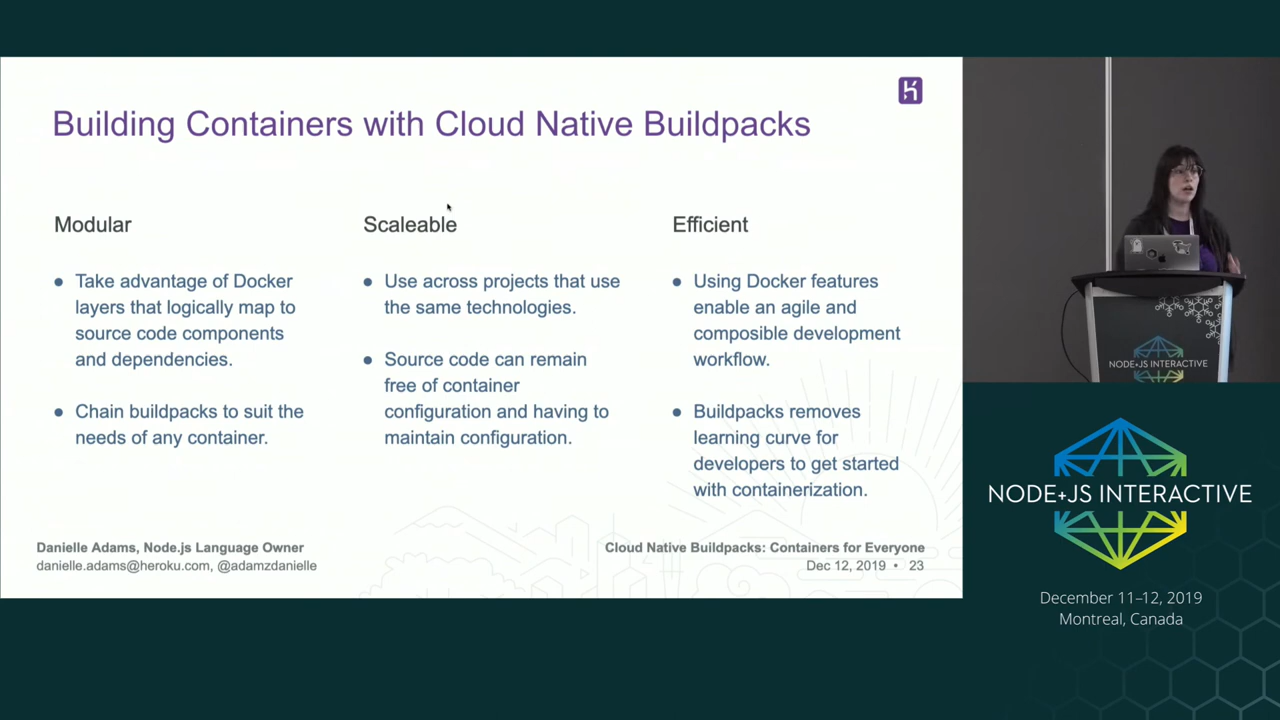 Building Containers with Cloud Native Buildpacks
Modular
Take advantage of Docker
layers that logically map to
source code components
and dependencies.
Chain buildpacks to suit the
needs of any container.
Scaleable
Use across projects that use
the same technologies.
Source code can remain
free of container
configuration and having to
maintain configuration.
Efficient
Using Docker features
enable an agile and
composible development
workflow.
Buildpacks removes
learning curve for
developers to get started
with containerization.
Danielle Adams, Node.js Language Owner
danielle.adams@heroku.com, @adamzdanielle
Cloud Native Buildpacks: Containers for Everyone
Dec 12, 2019 • 23
NODE+JS INTERACTIVE
NODE+JS INTERACTIVE
December 11–12, 2019
Montreal, Canada